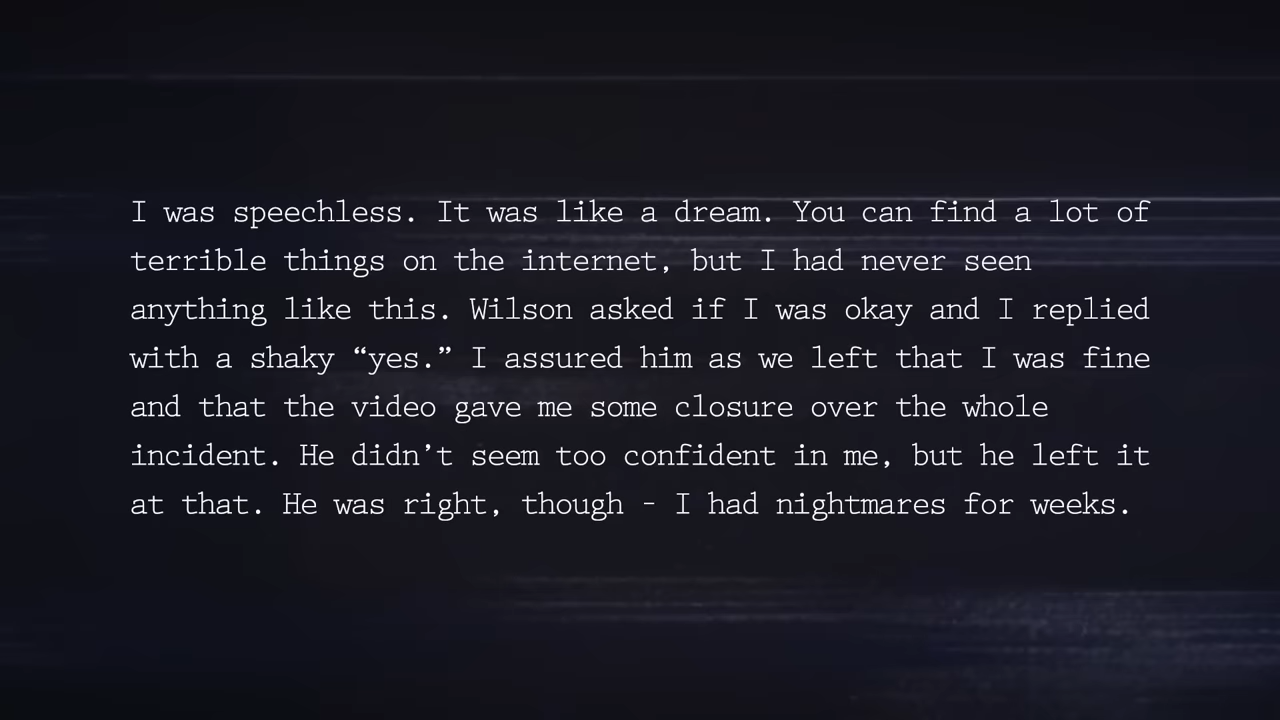 I was speechless. It was like a dream. You can find a lot of
terrible things on the internet, but I had never seen
anything like this. Wilson asked if I was okay and I replied
with a shaky “yes.” I assured him as we left that I was fine
and that the video gave me some closure over the whole
incident. He didn’t seem too confident in me, but he left it
at that. He was right, though - I had nightmares for weeks.